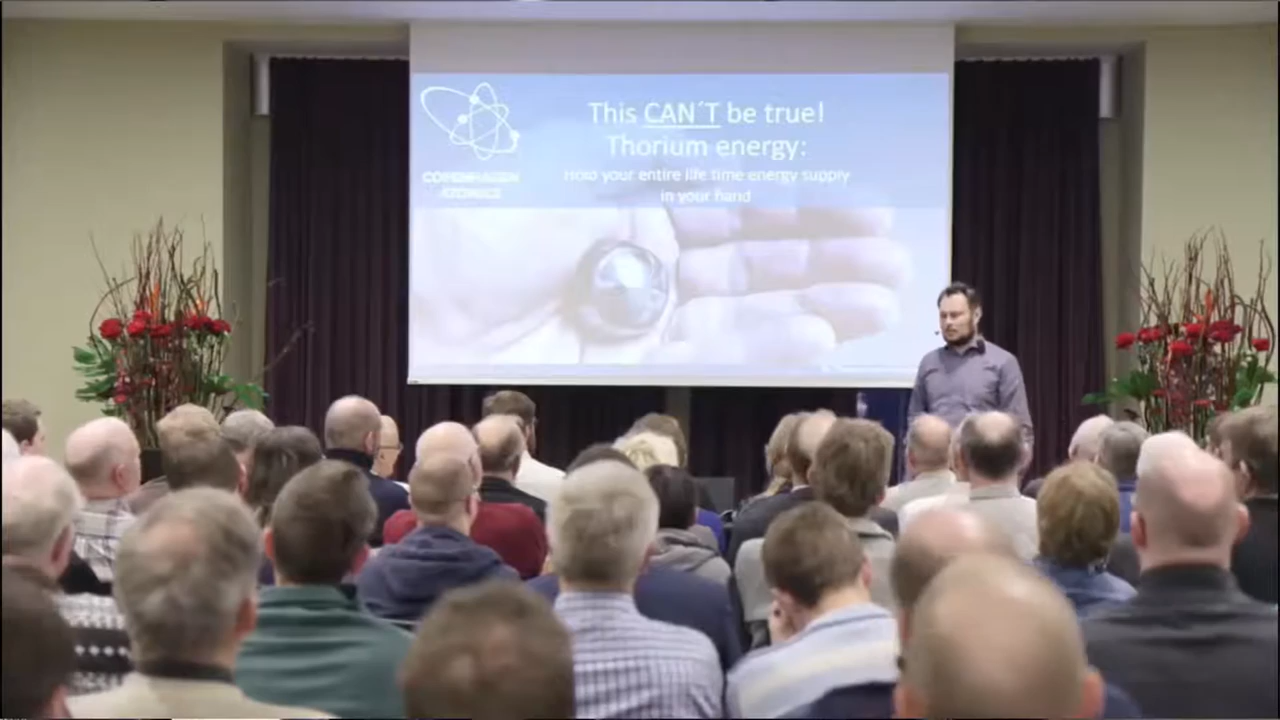 This CAN´T be true!
Thorium energy:
Hold your entire life time energy supply
in your hand
COPENHAGEN
ATOMICS